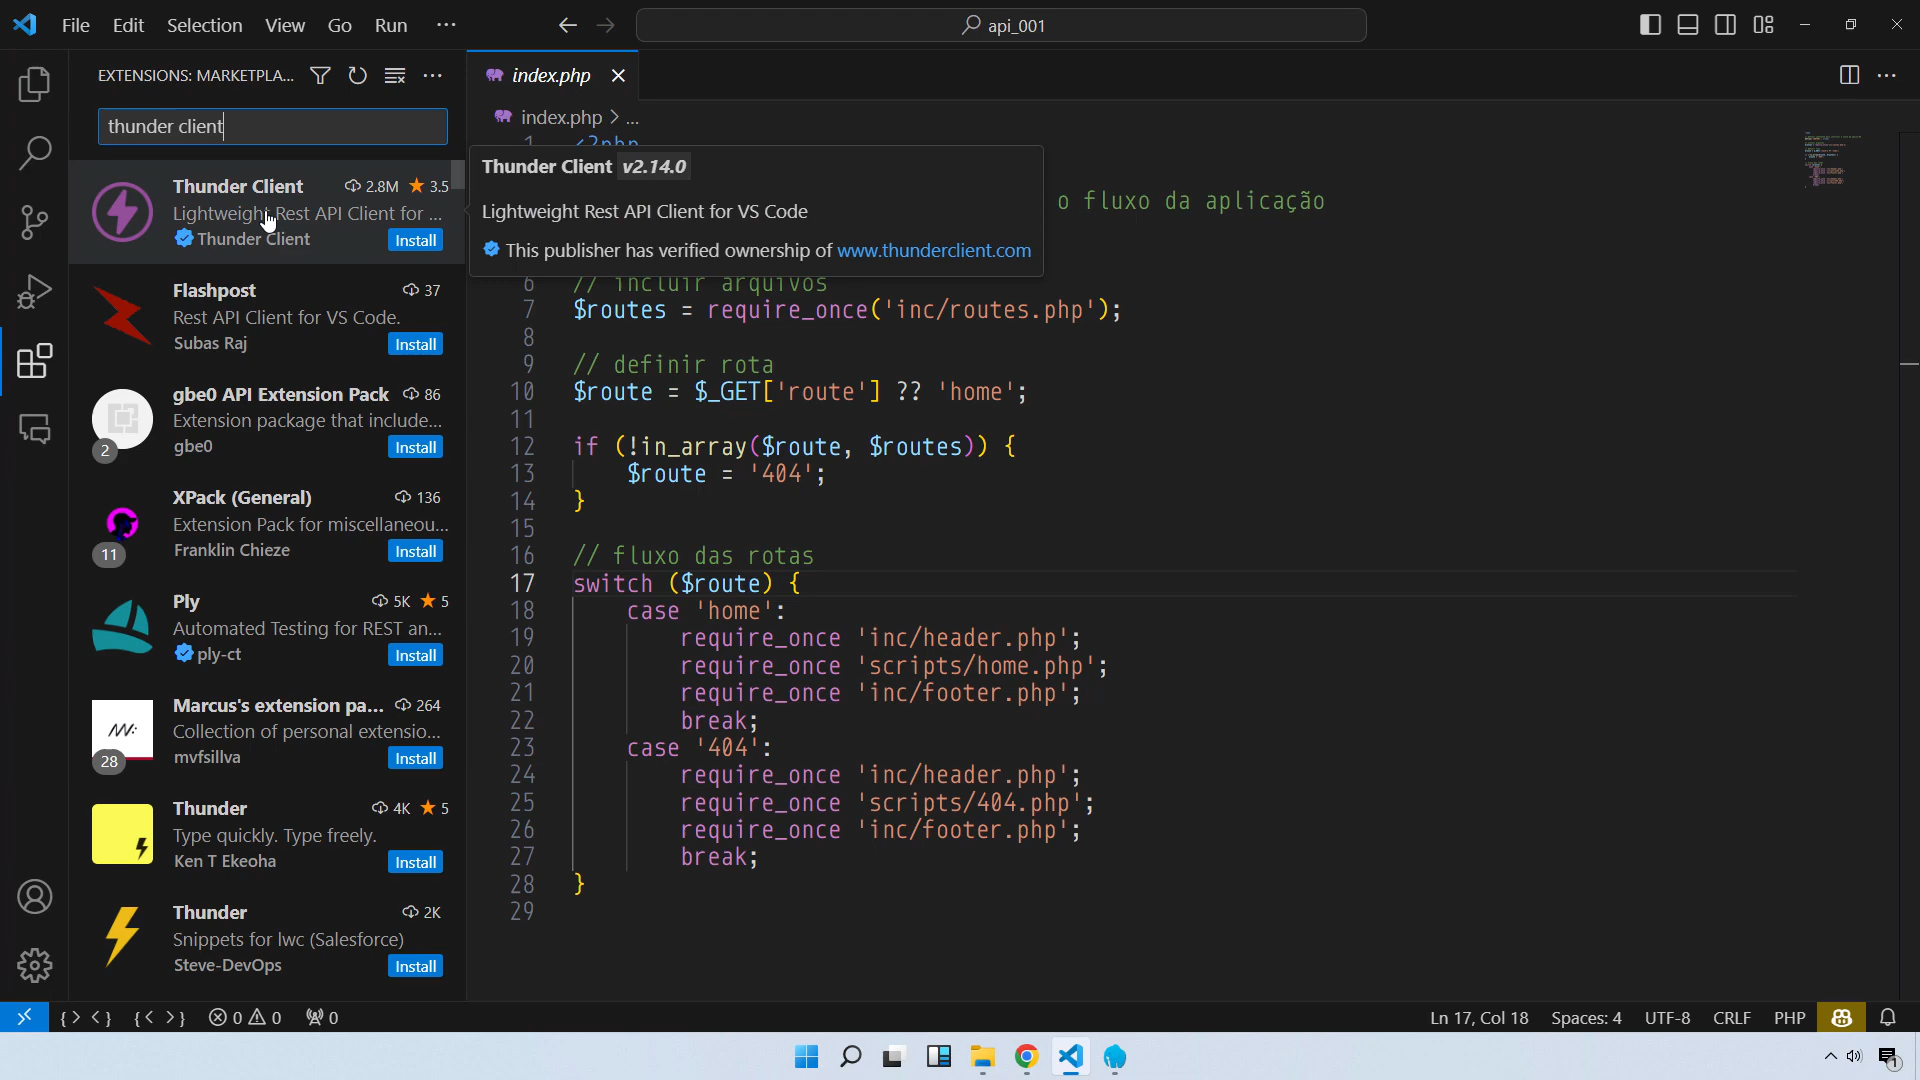 File Edit Selection View Go Run ···
api_001
EXTENSIONS: MARKETPLA...
thunder client
Thunder Client 2.8M 3.5
Lightweight Rest API Client for ...
Thunder Client Install
Flashpost 37
Rest API Client for VS Code.
Subas Raj Install
gbe0 API Extension Pack 86
Extension package that include...
2 gbe0 Install
XPack (General) 136
Extension Pack for miscellaneou...
11 Franklin Chieze Install
Ply 5K 5
Automated Testing for REST an...
ply-ct Install
Marcus's extension pa... 264
Collection of personal extensio...
28 mvfsillva Install
Thunder 4K 5
Type quickly. Type freely.
Ken T Ekeoha Install
Thunder 2K
Snippets for lwc (Salesforce)
Steve-DevOps Install
index.php
index.php > ...
1 <?php
Thunder Client v2.14.0
Lightweight Rest API Client for VS Code
This publisher has verified ownership of www.thunderclient.com
o fluxo da aplicação
6 // incluir arquivos
7 $routes = require_once('inc/routes.php');
8
9 // definir rota
10 $route = $_GET['route'] ?? 'home';
11
12 if (!in_array($route, $routes)) {
13 $route = '404';
14 }
15
16 // fluxo das rotas
17 switch ($route) {
18 case 'home':
19 require_once 'inc/header.php';
20 require_once 'scripts/home.php';
21 require_once 'inc/footer.php';
22 break;
23 case '404':
24 require_once 'inc/header.php';
25 require_once 'scripts/404.php';
26 require_once 'inc/footer.php';
27 break;
28 }
29
0 0 0
Ln 17, Col 18 Spaces: 4 UTF-8 CRLF PHP
1